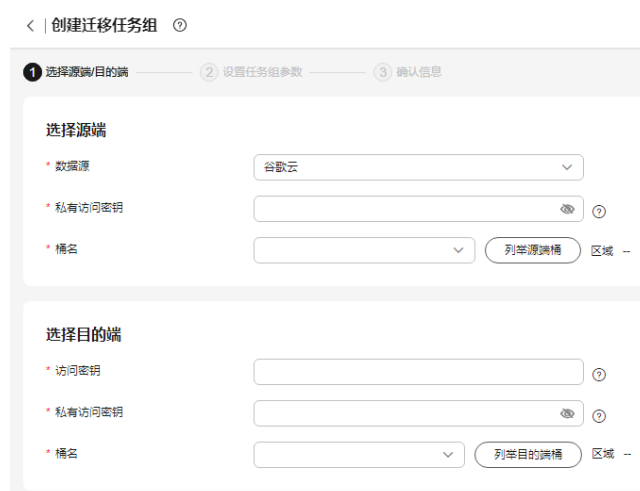 创建迁移任务组
1 选择源端/目的端 2 设置任务组参数 3 确认信息
选择源端
* 数据源 谷歌云
* 私有访问密钥
* 桶名 列举源端桶 区域 --
选择目的端
* 访问密钥
* 私有访问密钥
* 桶名 列举目的端桶 区域 --